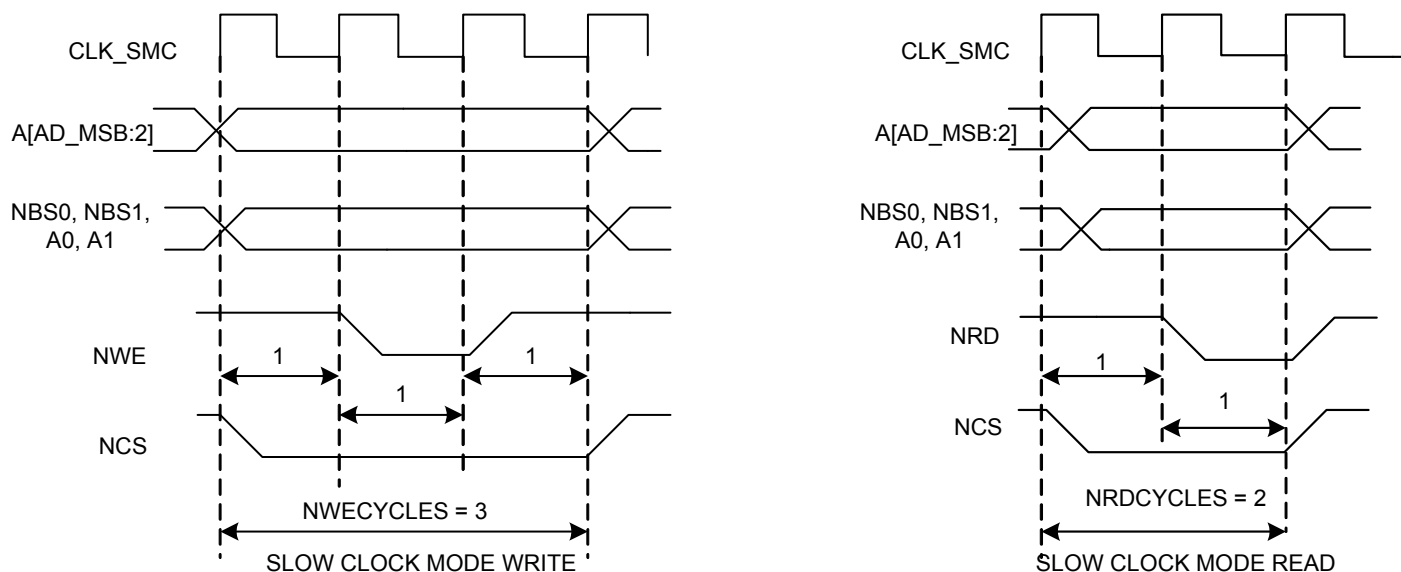 CLK_SMC
A[AD_MSB:2]
NBS0, NBS1,
A0, A1
NWE
1
1
1
NCS
NWECYCLES = 3
SLOW CLOCK MODE WRITE
CLK_SMC
A[AD_MSB:2]
NBS0, NBS1,
A0, A1
NRD
1
1
NCS
NRDCYCLES = 2
SLOW CLOCK MODE READ